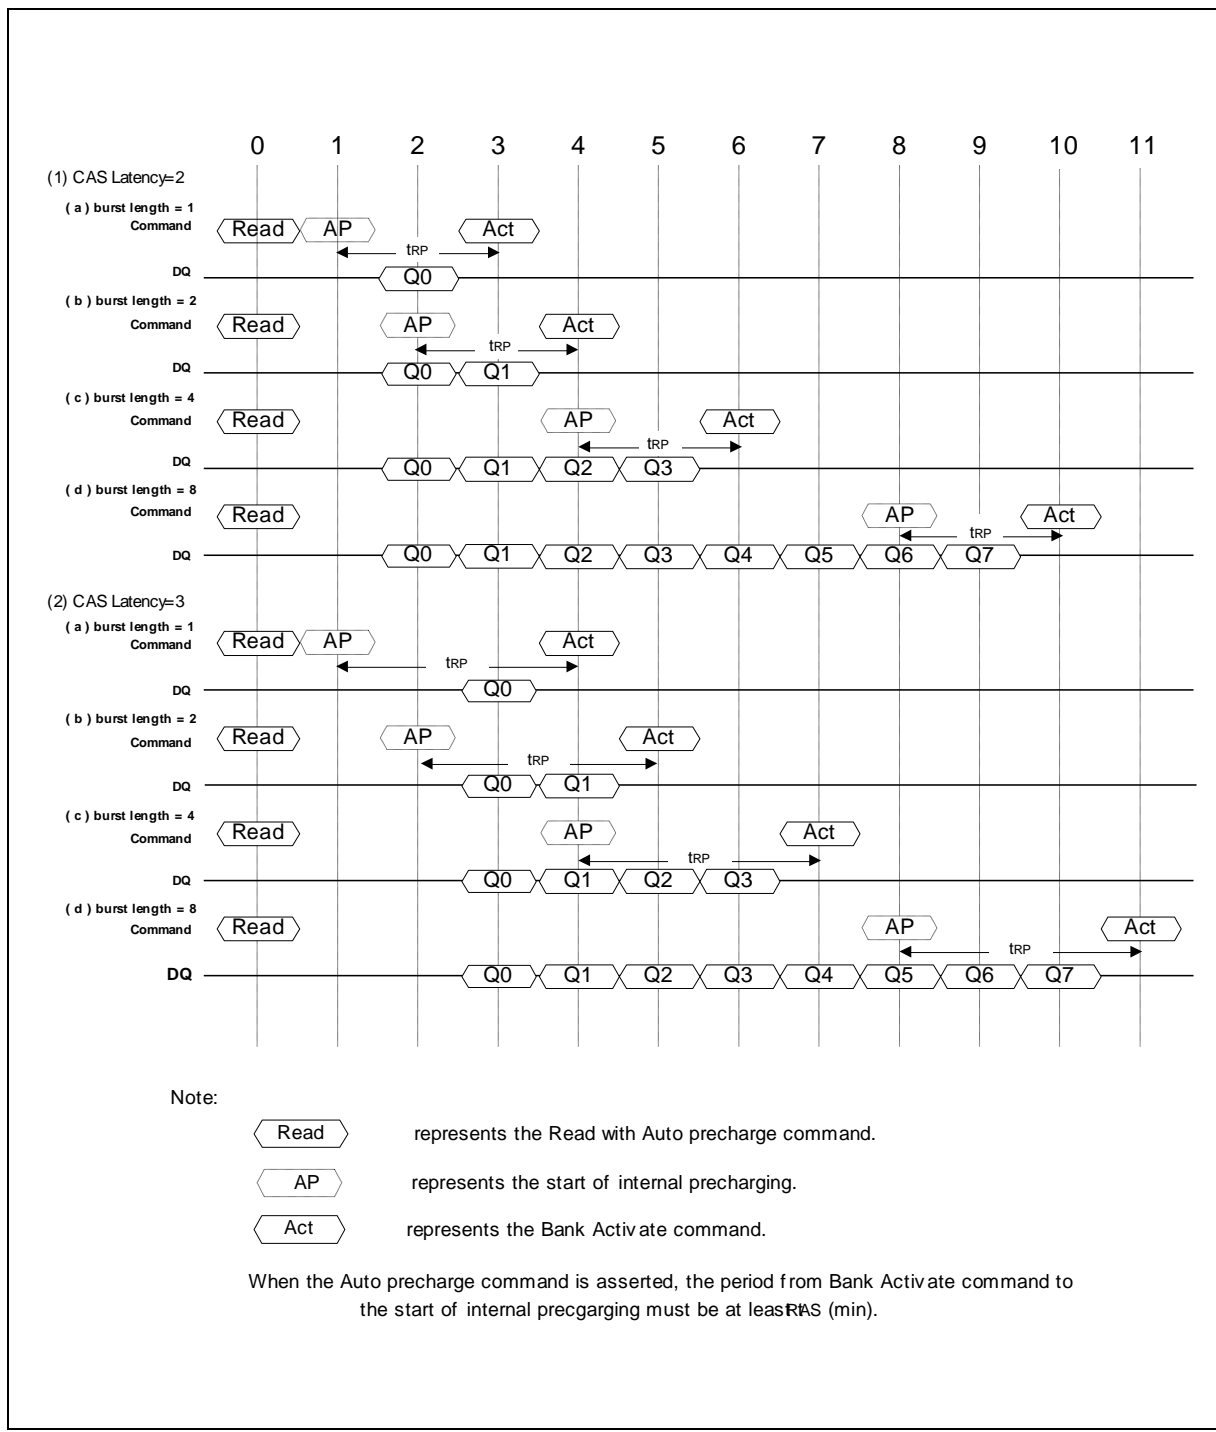 0 1 2 3 4 5 6 7 8 9 10 11
(1) CAS Latency=2
( a ) burst length = 1
Command Read AP Act
tRP
DQ Q0
( b ) burst length = 2
Command Read AP Act
tRP
DQ Q0 Q1
( c ) burst length = 4
Command Read AP Act
tRP
DQ Q0 Q1 Q2 Q3
( d ) burst length = 8
Command Read AP Act
tRP
DQ Q0 Q1 Q2 Q3 Q4 Q5 Q6 Q7
(2) CAS Latency=3
( a ) burst length = 1
Command Read AP Act
tRP
DQ Q0
( b ) burst length = 2
Command Read AP Act
tRP
DQ Q0 Q1
( c ) burst length = 4
Command Read AP Act
tRP
DQ Q0 Q1 Q2 Q3
( d ) burst length = 8
Command Read AP Act
tRP
DQ Q0 Q1 Q2 Q3 Q4 Q5 Q6 Q7
Note:
Read represents the Read with Auto precharge command.
AP represents the start of internal precharging.
Act represents the Bank Activate command.
When the Auto precharge command is asserted, the period from Bank Activate command to
the start of internal precgarging must be at least tRAS (min).